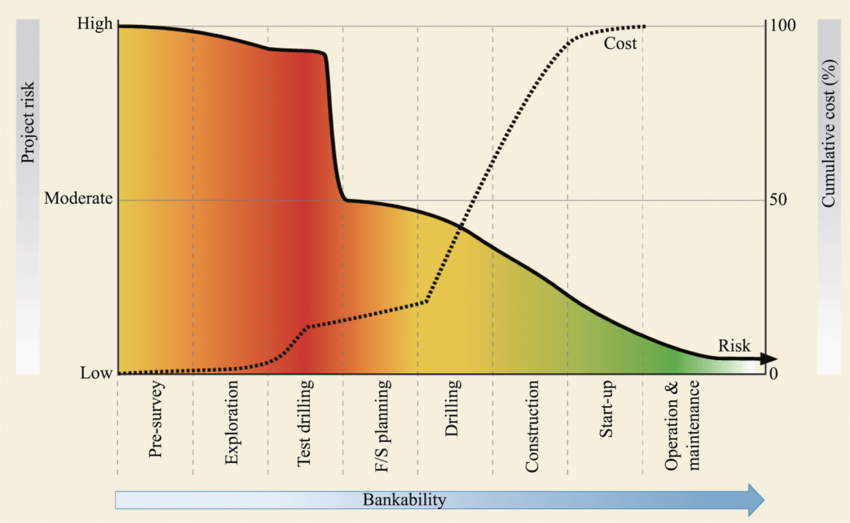 High
Moderate
Low
Project risk
100
50
0
Cumulative cost (%)
Cost
Risk
Pre-survey
Exploration
Test drilling
F/S planning
Drilling
Construction
Start-up
Operation &
maintenance
Bankability